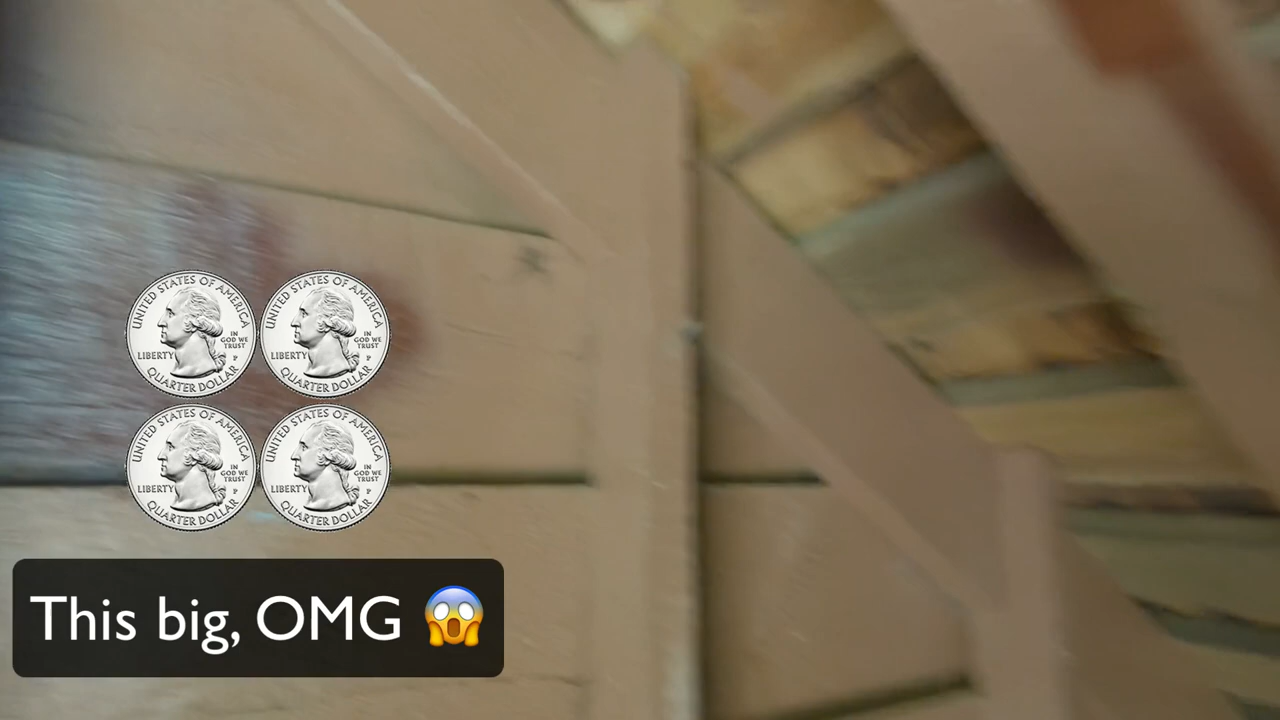 UNITED STATES OF AMERICA UNITED STATES OF AMERICA
IN IN
GOD WE GOD WE
LIBERTY TRUST LIBERTY TRUST
P P
QUARTER DOLLAR QUARTER DOLLAR
UNITED STATES OF AMERICA UNITED STATES OF AMERICA
IN IN
GOD WE GOD WE
LIBERTY TRUST LIBERTY TRUST
P P
QUARTER DOLLAR QUARTER DOLLAR
This big, OMG 😱